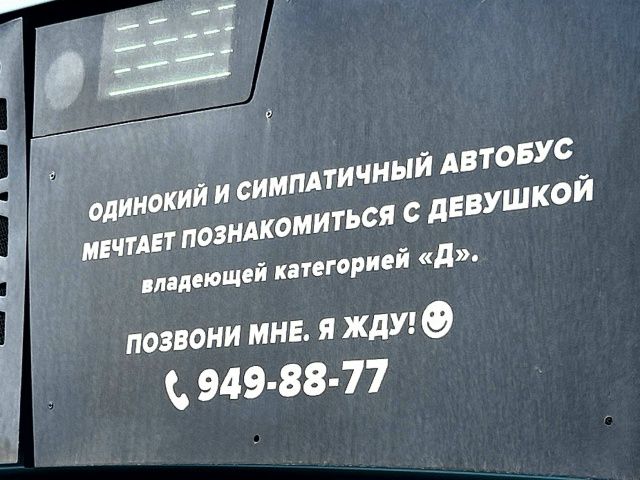 ОДИНОКИЙ И СИМПАТИЧНЫЙ АВТОБУС
МЕЧТАЕТ ПОЗНАКОМИТЬСЯ С ДЕВУШКОЙ
владеющей категорией «Д».
ПОЗВОНИ МНЕ. Я ЖДУ!
949-88-77